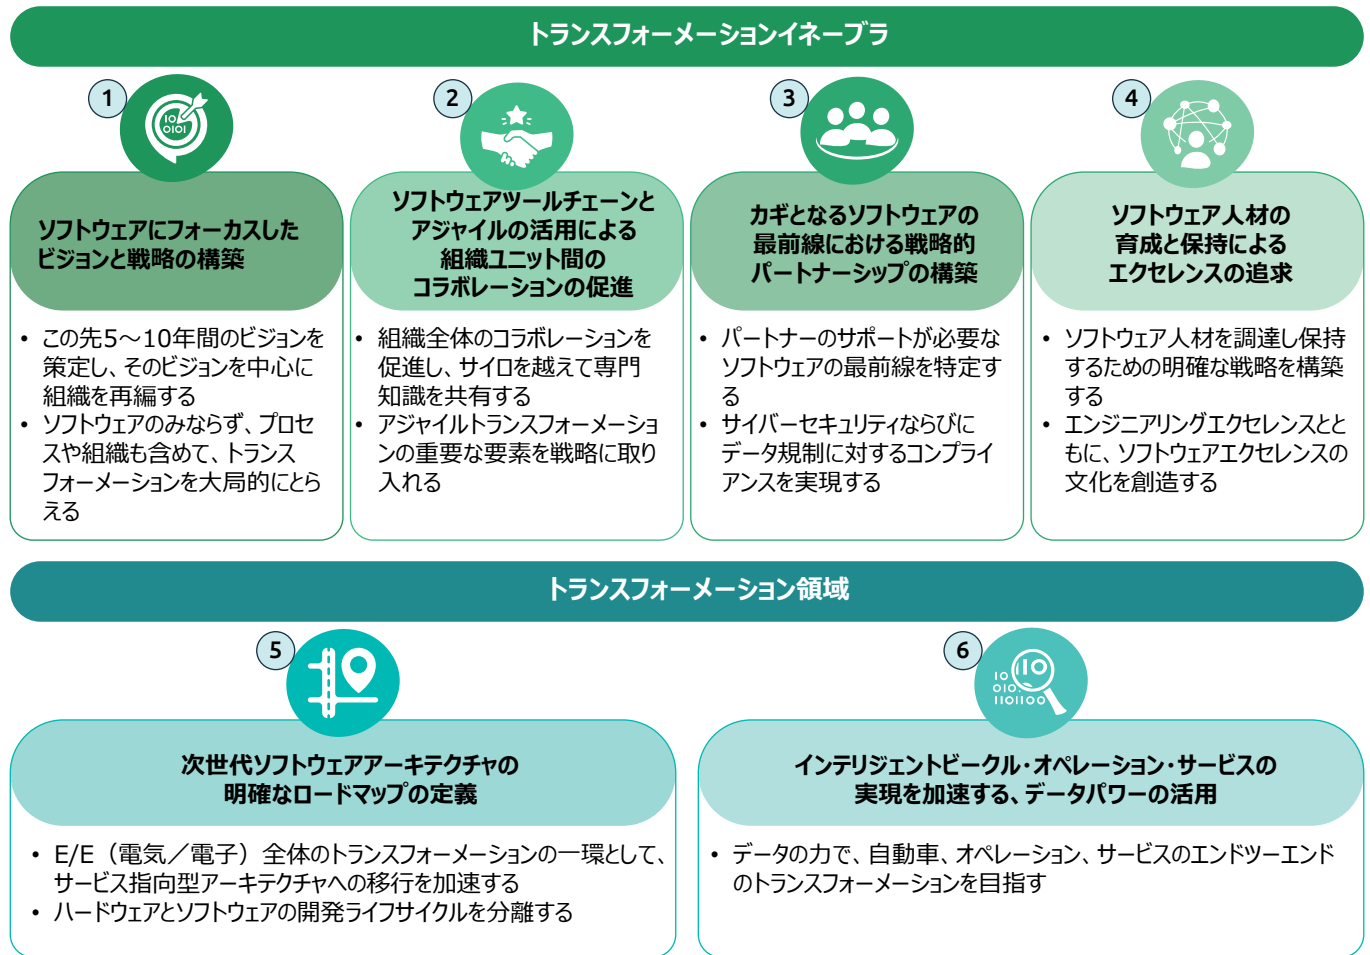 トランスフォーメーションイネーブラ
1
ソフトウェアにフォーカスした
ビジョンと戦略の構築
• この先5～10年間のビジョンを
策定し、そのビジョンを中心に
組織を再編する
• ソフトウェアのみならず、プロセ
スや組織も含めて、トランス
フォーメーションを大局的にとら
える
2
ソフトウェアツールチェーンと
アジャイルの活用による
組織ユニット間の
コラボレーションの促進
• 組織全体のコラボレーションを
促進し、サイロを越えて専門
知識を共有する
• アジャイルトランスフォーメーショ
ンの重要な要素を戦略に取り
入れる
3
カギとなるソフトウェアの
最前線における戦略的
パートナーシップの構築
• パートナーのサポートが必要な
ソフトウェアの最前線を特定す
る
• サイバーセキュリティならびに
データ規制に対するコンプライ
アンスを実現する
4
ソフトウェア人材の
育成と保持による
エクセレンスの追求
• ソフトウェア人材を調達し保持
するための明確な戦略を構築
する
• エンジニアリングエクセレンスとと
もに、ソフトウェアエクセレンスの
文化を創造する
トランスフォーメーション領域
5
次世代ソフトウェアアーキテクチャの
明確なロードマップの定義
• E/E（電気／電子）全体のトランスフォーメーションの一環として、
サービス指向型アーキテクチャへの移行を加速する
• ハードウェアとソフトウェアの開発ライフサイクルを分離する
6
インテリジェントビークル・オペレーション・サービスの
実現を加速する、データパワーの活用
• データの力で、自動車、オペレーション、サービスのエンドツーエンド
のトランスフォーメーションを目指す